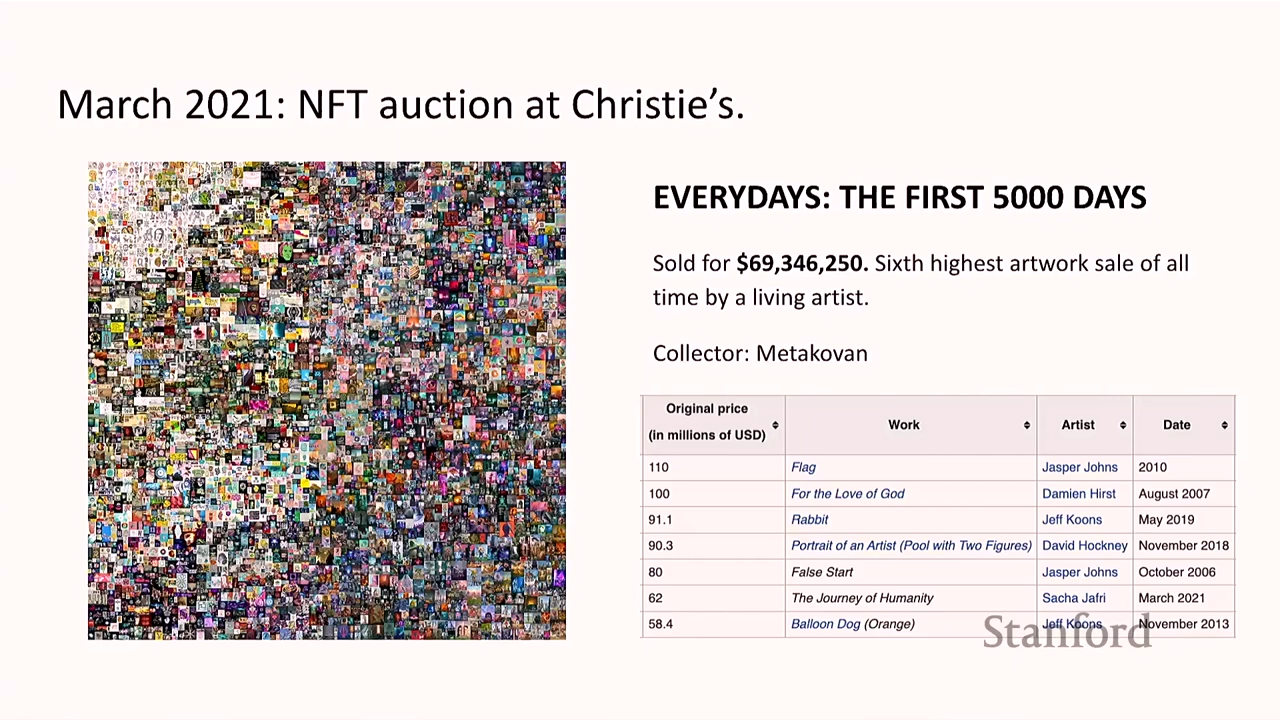 March 2021: NFT auction at Christie’s.
EVERYDAYS: THE FIRST 5000 DAYS
Sold for $69,346,250. Sixth highest artwork sale of all
time by a living artist.
Collector: Metakovan
Original price
(in millions of USD) Work Artist Date
110 Flag Jasper Johns 2010
100 For the Love of God Damien Hirst August 2007
91.1 Rabbit Jeff Koons May 2019
90.3 Portrait of an Artist (Pool with Two Figures) David Hockney November 2018
80 False Start Jasper Johns October 2006
62 The Journey of Humanity Sacha Jafri March 2021
58.4 Balloon Dog (Orange) Jeff Koons November 2013
Stanford